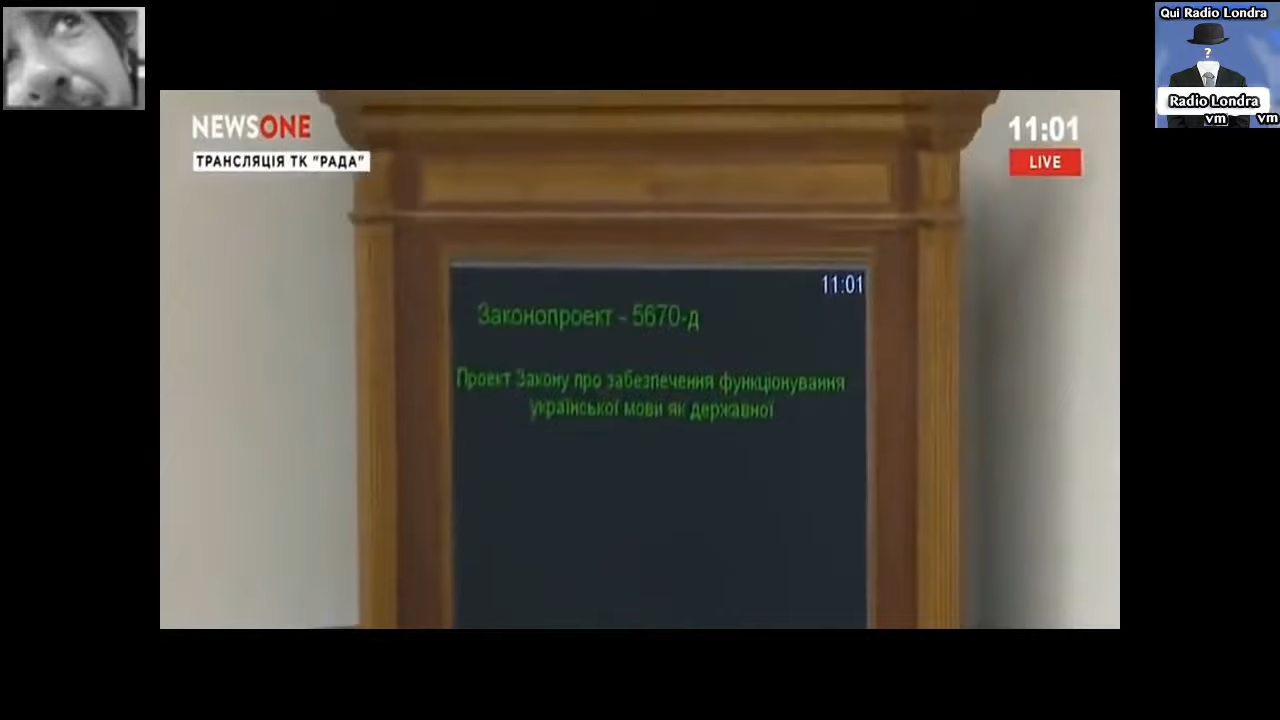 Qui Radio Londra
?
Radio Londra
vm
vm
NEWSONE
ТРАНСЛЯЦІЯ ТК "РАДА"
11:01
LIVE
11:01
Законопроект - 5670-д
Проект Закону про забезпечення функціонування
української мови як державної